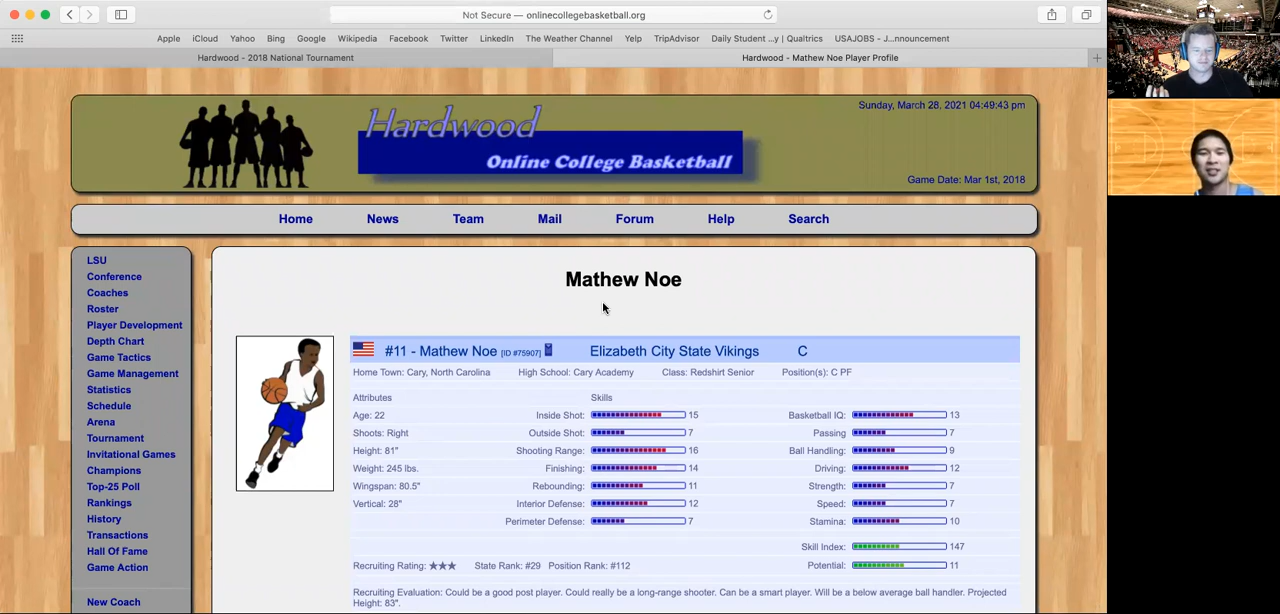 Not Secure — onlinecollegebasketball.org
Apple iCloud Yahoo Bing Google Wikipedia Facebook Twitter LinkedIn The Weather Channel Yelp TripAdvisor Daily Student ...y | Qualtrics USAJOBS - J...nnouncement
Hardwood - 2018 National Tournament
Hardwood - Mathew Noe Player Profile
Hardwood
Online College Basketball
Sunday, March 28, 2021 04:49:43 pm
Game Date: Mar 1st, 2018
Home News Team Mail Forum Help Search
LSU
Conference
Coaches
Roster
Player Development
Depth Chart
Game Tactics
Game Management
Statistics
Schedule
Arena
Tournament
Invitational Games
Champions
Top-25 Poll
Rankings
History
Transactions
Hall Of Fame
Game Action
New Coach
Mathew Noe
#11 - Mathew Noe [ID #75907] Elizabeth City State Vikings C
Home Town: Cary, North Carolina High School: Cary Academy Class: Redshirt Senior Position(s): C PF
Attributes Skills
Age: 22 Inside Shot: 15 Basketball IQ: 13
Shoots: Right Outside Shot: 7 Passing 7
Height: 81" Shooting Range: 16 Ball Handling: 9
Weight: 245 lbs. Finishing: 14 Driving: 12
Wingspan: 80.5" Rebounding: 11 Strength: 7
Vertical: 28" Interior Defense: 12 Speed: 7
Perimeter Defense: 7 Stamina: 10
Skill Index: 147
Recruiting Rating: ★★★ State Rank: #29 Position Rank: #112 Potential: 11
Recruiting Evaluation: Could be a good post player. Could really be a long-range shooter. Can be a smart player. Will be a below average ball handler. Projected
Height: 83".